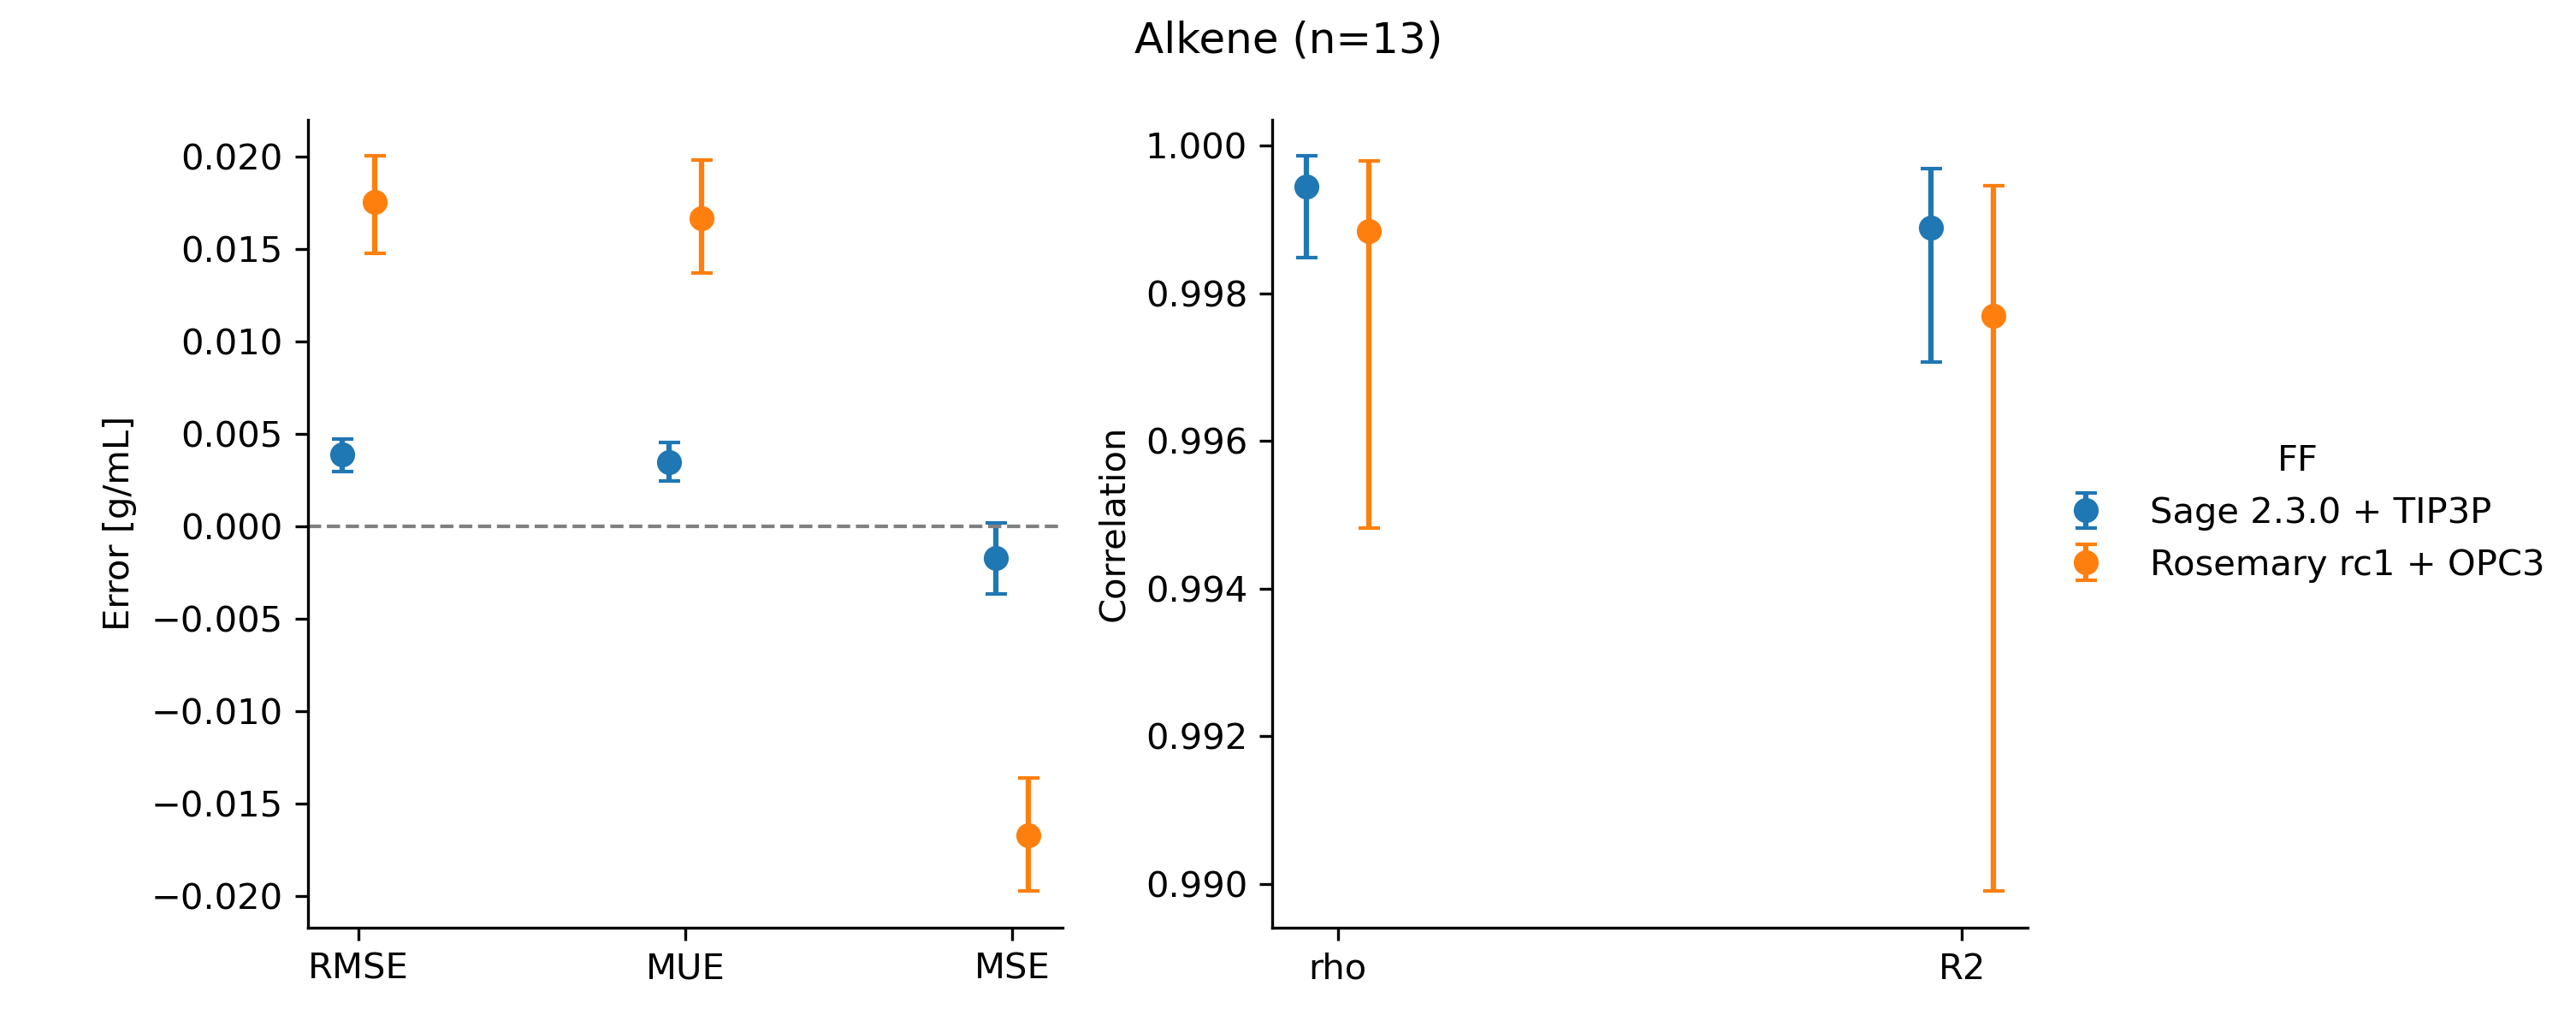 Alkene (n=13)
Error [g/mL]
0.020
0.015
0.010
0.005
0.000
−0.005
−0.010
−0.015
−0.020
RMSE
MUE
MSE
Correlation
1.000
0.998
0.996
0.994
0.992
0.990
rho
R2
FF
Sage 2.3.0 + TIP3P
Rosemary rc1 + OPC3